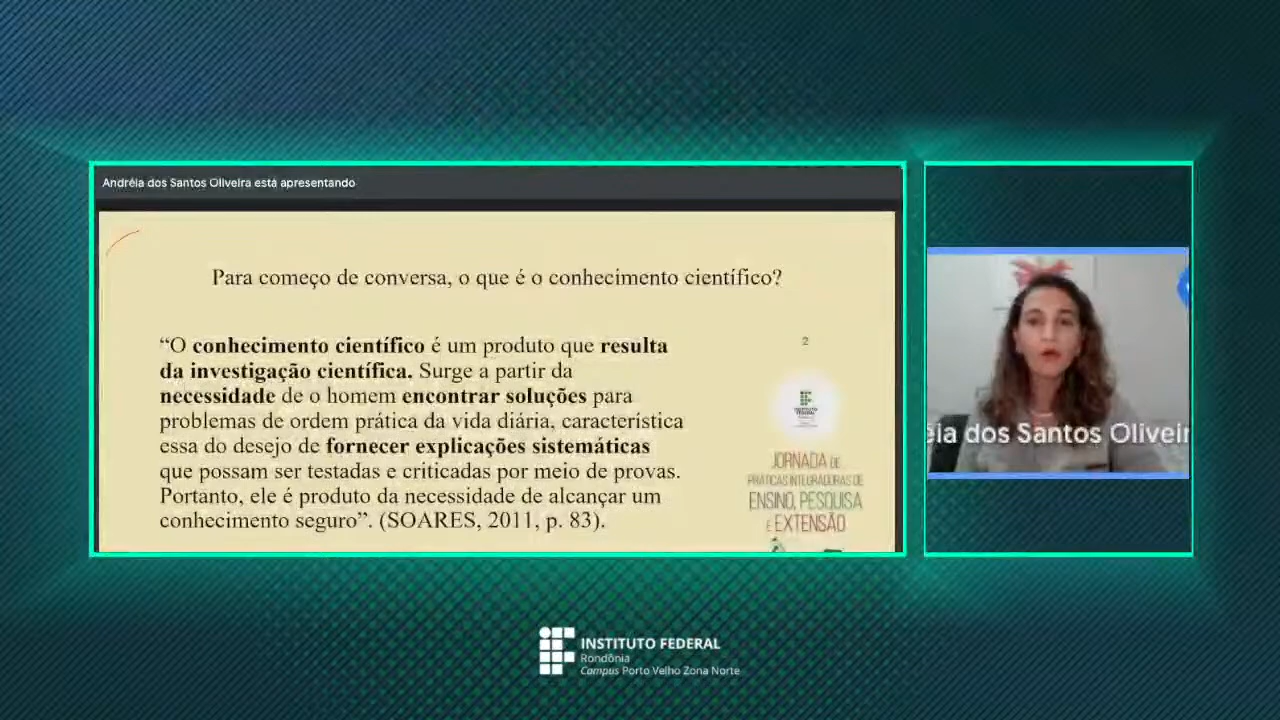 Andréia dos Santos Oliveira está apresentando
Para começo de conversa, o que é o conhecimento científico?
“O conhecimento científico é um produto que resulta
da investigação científica. Surge a partir da
necessidade de o homem encontrar soluções para
problemas de ordem prática da vida diária, característica
essa do desejo de fornecer explicações sistemáticas
que possam ser testadas e criticadas por meio de provas.
Portanto, ele é produto da necessidade de alcançar um
conhecimento seguro”. (SOARES, 2011, p. 83).
2
INSTITUTO
FEDERAL
JORNADA DE
PRÁTICAS INTEGRADORAS DE
ENSINO, PESQUISA
E EXTENSÃO
éia dos Santos Oliveir
INSTITUTO FEDERAL
Rondônia
Campus Porto Velho Zona Norte